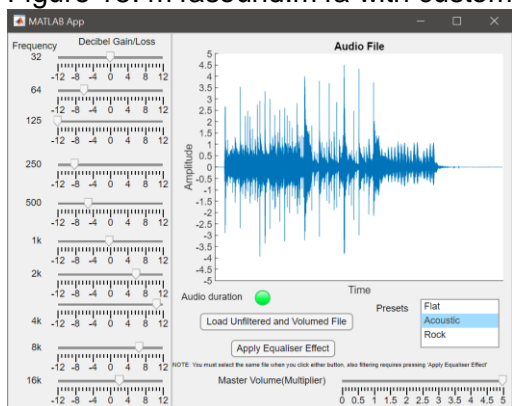 Figure with custom
MATLAB App
Frequency Decibel Gain/Loss
32
-12 -8 -4 0 4 8 12
64
-12 -8 -4 0 4 8 12
125
-12 -8 -4 0 4 8 12
250
-12 -8 -4 0 4 8 12
500
-12 -8 -4 0 4 8 12
1k
-12 -8 -4 0 4 8 12
2k
-12 -8 -4 0 4 8 12
4k -12 -8 -4 0 4 8 12
8k
-12 -8 -4 0 4 8 12
16k
-12 -8 -4 0 4 8 12
Audio File
Amplitude
5
4.5
4
3.5
3
2.5
2
1.5
1
0.5
0
-0.5
-1
-1.5
-2
-2.5
-3
-3.5
-4
-4.5
-5
Time
Audio duration
Load Unfiltered and Volumed File
Apply Equaliser Effect
Presets
Flat
Acoustic
Rock
NOTE: You must select the same file when you click either button, also filtering requires pressing 'Apply Equaliser Effect'
Master Volume(Multiplier)
0 0.5 1 1.5 2 2.5 3 3.5 4 4.5 5